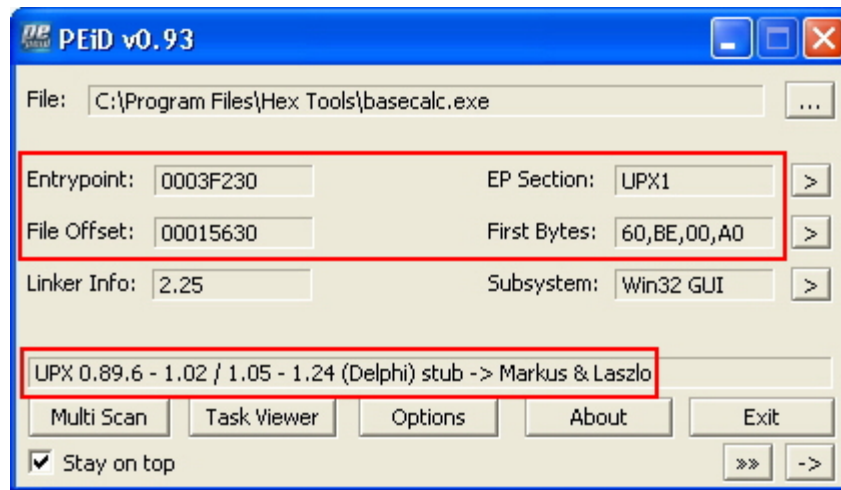 PEiD v0.93
File: C:\Program Files\Hex Tools\basecalc.exe ...
Entrypoint: 0003F230 EP Section: UPX1 >
File Offset: 00015630 First Bytes: 60,BE,00,A0 >
Linker Info: 2.25 Subsystem: Win32 GUI >
UPX 0.89.6 - 1.02 / 1.05 - 1.24 (Delphi) stub -> Markus & Laszlo
Multi Scan Task Viewer Options About Exit
Stay on top »» ->